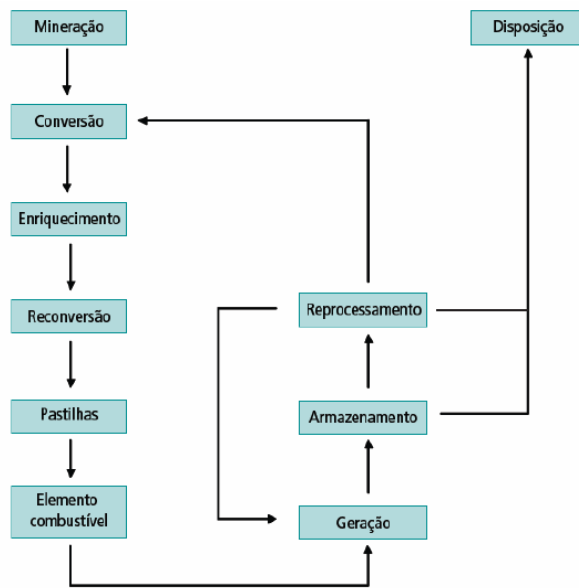 Mineração
Disposição
Conversão
Enriquecimento
Reprocessamento
Reconversão
Pastilhas
Armazenamento
Elemento
combustível
Geração